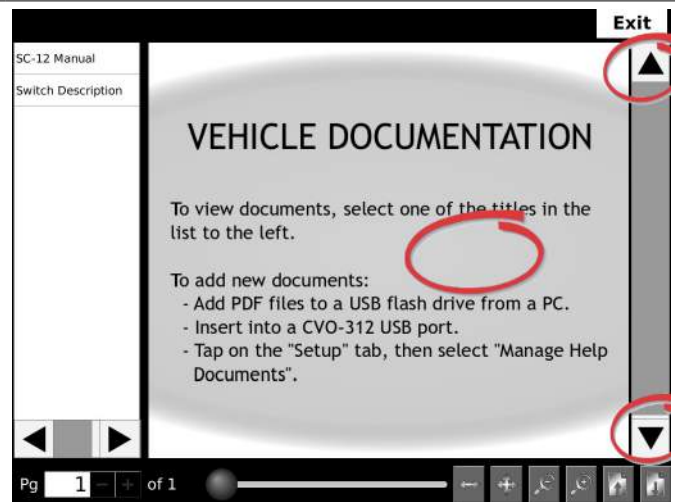 Exit
SC-12 Manual
Switch Description
VEHICLE DOCUMENTATION
To view documents, select one of the titles in the
list to the left.
To add new documents:
- Add PDF files to a USB flash drive from a PC.
- Insert into a CVO-312 USB port.
- Tap on the "Setup" tab, then select "Manage Help
Documents".
Pg 1 - + of 1